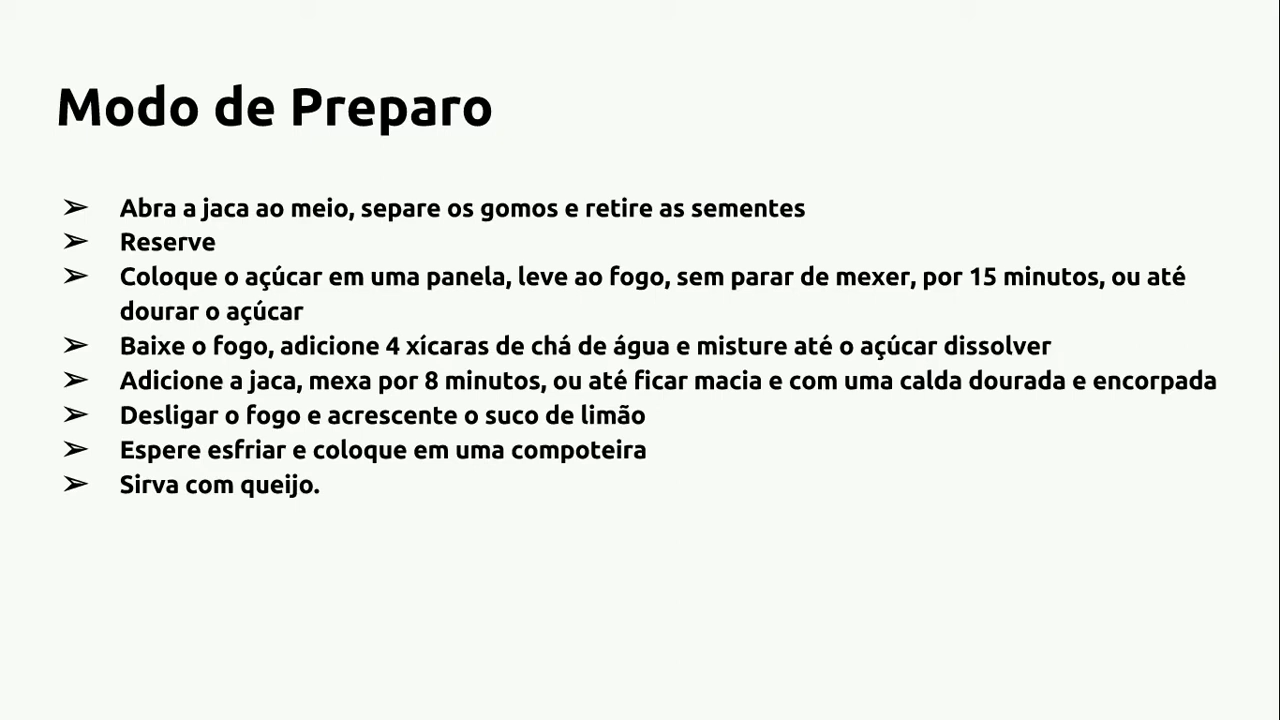 Modo de Preparo
➢ Abra a jaca ao meio, separe os gomos e retire as sementes
➢ Reserve
➢ Coloque o açúcar em uma panela, leve ao fogo, sem parar de mexer, por 15 minutos, ou até
dourar o açúcar
➢ Baixe o fogo, adicione 4 xícaras de chá de água e misture até o açúcar dissolver
➢ Adicione a jaca, mexa por 8 minutos, ou até ficar macia e com uma calda dourada e encorpada
➢ Desligar o fogo e acrescente o suco de limão
➢ Espere esfriar e coloque em uma compoteira
➢ Sirva com queijo.